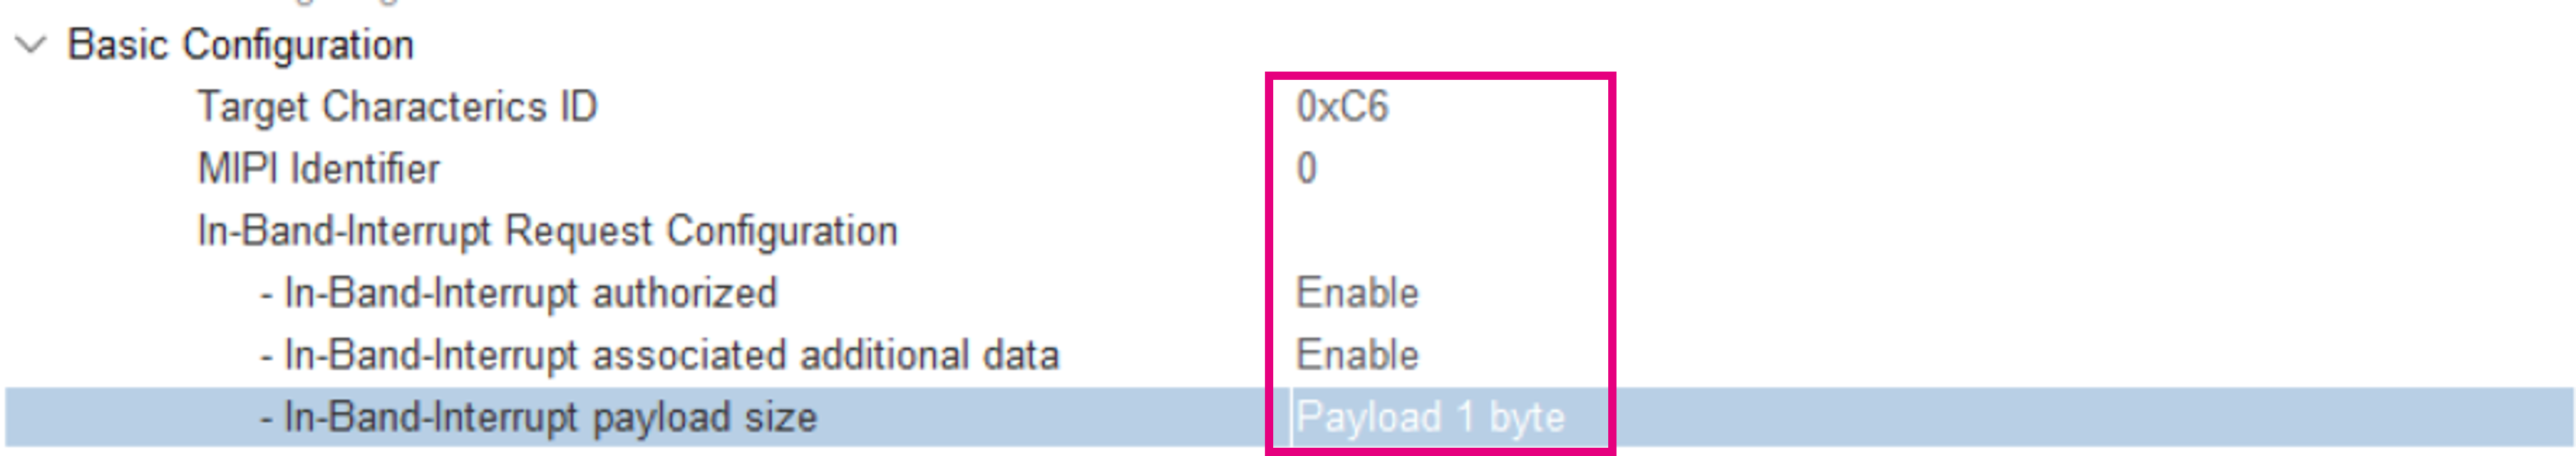 Basic Configuration
Target Characterics ID 0xC6
MIPI Identifier 0
In-Band-Interrupt Request Configuration
- In-Band-Interrupt authorized Enable
- In-Band-Interrupt associated additional data Enable
- In-Band-Interrupt payload size Payload 1 byte